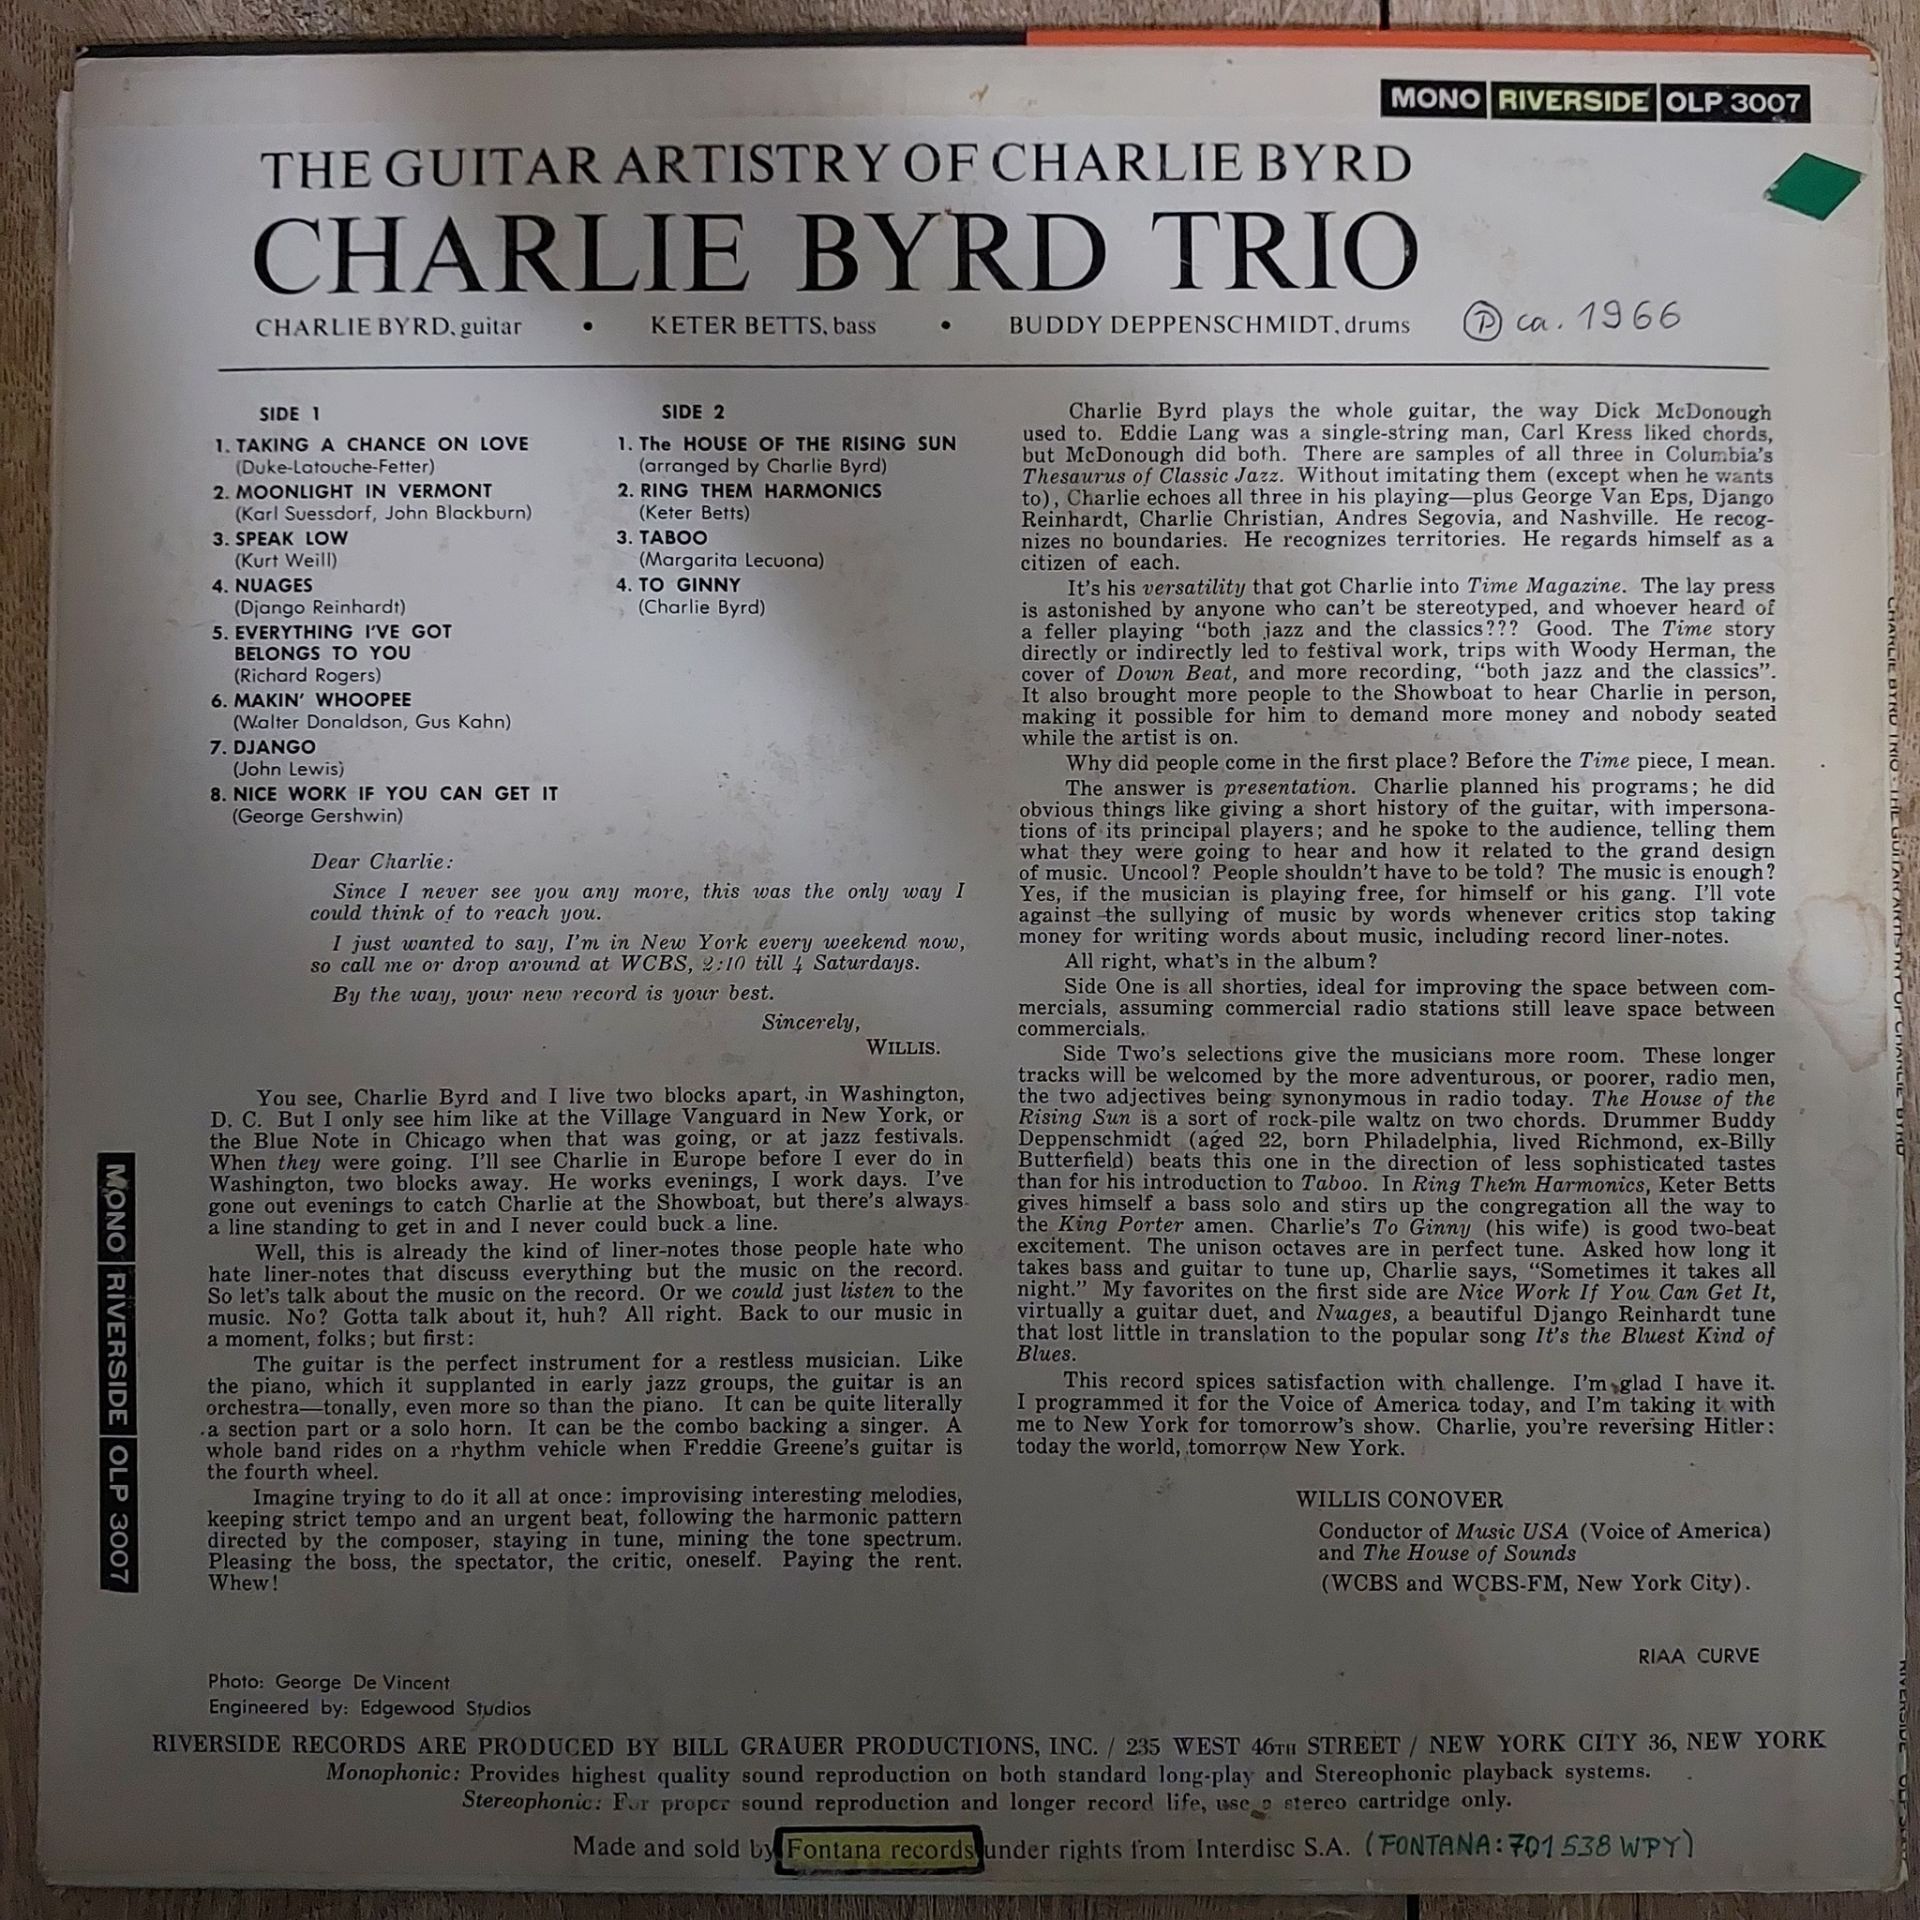 MONO RIVERSIDE OLP 3007
THE GUITAR ARTISTRY OF CHARLIE BYRD
CHARLIE BYRD TRIO
CHARLIE BYRD, guitar • KETER BETTS, bass • BUDDY DEPPENSCHMIDT, drums
Ⓟ ca. 1966
SIDE 1
1. TAKING A CHANCE ON LOVE
(Duke-Latouche-Fetter)
2. MOONLIGHT IN VERMONT
(Karl Suessdorf, John Blackburn)
3. SPEAK LOW
(Kurt Weill)
4. NUAGES
(Django Reinhardt)
5. EVERYTHING I'VE GOT
BELONGS TO YOU
(Richard Rogers)
6. MAKIN' WHOOPEE
(Walter Donaldson, Gus Kahn)
7. DJANGO
(John Lewis)
8. NICE WORK IF YOU CAN GET IT
(George Gershwin)
SIDE 2
1. The HOUSE OF THE RISING SUN
(arranged by Charlie Byrd)
2. RING THEM HARMONICS
(Keter Betts)
3. TABOO
(Margarita Lecuona)
4. TO GINNY
(Charlie Byrd)
Dear Charlie:
Since I never see you any more, this was the only way I
could think of to reach you.
I just wanted to say, I'm in New York every weekend now,
so call me or drop around at WCBS, 2:10 till 4 Saturdays.
By the way, your new record is your best.
Sincerely,
WILLIS.
You see, Charlie Byrd and I live two blocks apart, in Washington,
D. C. But I only see him like at the Village Vanguard in New York, or
the Blue Note in Chicago when that was going, or at jazz festivals.
When they were going. I'll see Charlie in Europe before I ever do in
Washington, two blocks away. He works evenings, I work days. I've
gone out evenings to catch Charlie at the Showboat, but there's always
a line standing to get in and I never could buck a line.
Well, this is already the kind of liner-notes those people hate who
hate liner-notes that discuss everything but the music on the record.
So let's talk about the music on the record. Or we could just listen to the
music. No? Gotta talk about it, huh? All right. Back to our music in
a moment, folks; but first:
The guitar is the perfect instrument for a restless musician. Like
the piano, which it supplanted in early jazz groups, the guitar is an
orchestra—tonally, even more so than the piano. It can be quite literally
a section part or a solo horn. It can be the combo backing a singer. A
whole band rides on a rhythm vehicle when Freddie Greene's guitar is
the fourth wheel.
Imagine trying to do it all at once: improvising interesting melodies,
keeping strict tempo and an urgent beat, following the harmonic pattern
directed by the composer, staying in tune, mining the tone spectrum.
Pleasing the boss, the spectator, the critic, oneself. Paying the rent.
Whew!
Charlie Byrd plays the whole guitar, the way Dick McDonough
used to. Eddie Lang was a single-string man, Carl Kress liked chords,
but McDonough did both. There are samples of all three in Columbia's
Thesaurus of Classic Jazz. Without imitating them (except when he wants
to), Charlie echoes all three in his playing—plus George Van Eps, Django
Reinhardt, Charlie Christian, Andres Segovia, and Nashville. He recog-
nizes no boundaries. He recognizes territories. He regards himself as a
citizen of each.
It's his versatility that got Charlie into Time Magazine. The lay press
is astonished by anyone who can't be stereotyped, and whoever heard of
a feller playing "both jazz and the classics??? Good. The Time story
directly or indirectly led to festival work, trips with Woody Herman, the
cover of Down Beat, and more recording, "both jazz and the classics".
It also brought more people to the Showboat to hear Charlie in person,
making it possible for him to demand more money and nobody seated
while the artist is on.
Why did people come in the first place? Before the Time piece, I mean.
The answer is presentation. Charlie planned his programs; he did
obvious things like giving a short history of the guitar, with impersona-
tions of its principal players; and he spoke to the audience, telling them
what they were going to hear and how it related to the grand design
of music. Uncool? People shouldn't have to be told? The music is enough?
Yes, if the musician is playing free, for himself or his gang. I'll vote
against the sullying of music by words whenever critics stop taking
money for writing words about music, including record liner-notes.
All right, what's in the album?
Side One is all shorties, ideal for improving the space between com-
mercials, assuming commercial radio stations still leave space between
commercials.
Side Two's selections give the musicians more room. These longer
tracks will be welcomed by the more adventurous, or poorer, radio men,
the two adjectives being synonymous in radio today. The House of the
Rising Sun is a sort of rock-pile waltz on two chords. Drummer Buddy
Deppenschmidt (aged 22, born Philadelphia, lived Richmond, ex-Billy
Butterfield) beats this one in the direction of less sophisticated tastes
than for his introduction to Taboo. In Ring Them Harmonics, Keter Betts
gives himself a bass solo and stirs up the congregation all the way to
the King Porter amen. Charlie's To Ginny (his wife) is good two-beat
excitement. The unison octaves are in perfect tune. Asked how long it
takes bass and guitar to tune up, Charlie says, "Sometimes it takes all
night." My favorites on the first side are Nice Work If You Can Get It,
virtually a guitar duet, and Nuages, a beautiful Django Reinhardt tune
that lost little in translation to the popular song It's the Bluest Kind of
Blues.
This record spices satisfaction with challenge. I'm glad I have it.
I programmed it for the Voice of America today, and I'm taking it with
me to New York for tomorrow's show. Charlie, you're reversing Hitler:
today the world, tomorrow New York.
WILLIS CONOVER
Conductor of Music USA (Voice of America)
and The House of Sounds
(WCBS and WCBS-FM, New York City).
RIAA CURVE
MONO RIVERSIDE OLP 3007
Photo: George De Vincent
Engineered by: Edgewood Studios
RIVERSIDE RECORDS ARE PRODUCED BY BILL GRAUER PRODUCTIONS, INC. / 235 WEST 46TH STREET / NEW YORK CITY 36, NEW YORK
Monophonic: Provides highest quality sound reproduction on both standard long-play and Stereophonic playback systems.
Stereophonic: For proper sound reproduction and longer record life, use a stereo cartridge only.
Made and sold by Fontana records under rights from Interdisc S.A. (FONTANA: 701 538 WPY)
CHARLIE BYRD TRIO · THE GUITAR ARTISTRY OF CHARLIE BYRD